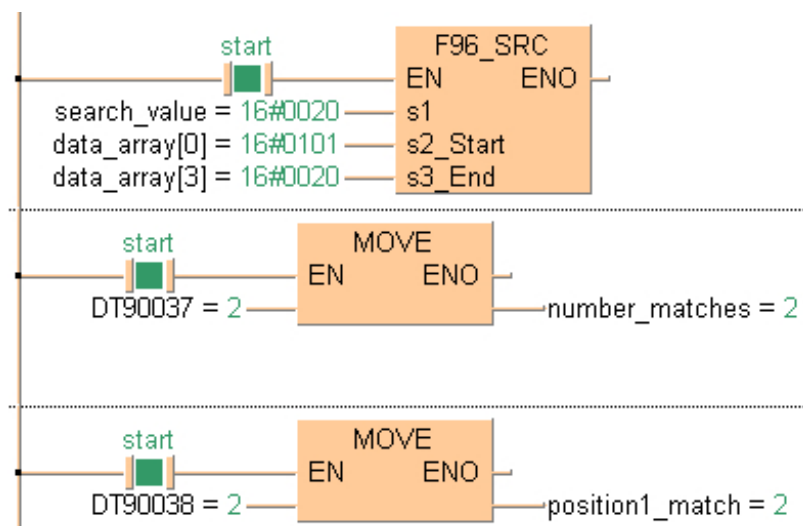 start F96_SRC
EN ENO
search_value = 16#0020 s1
data_array[0] = 16#0101 s2_Start
data_array[3] = 16#0020 s3_End
start MOVE
EN ENO
DT90037 = 2 number_matches = 2
start MOVE
EN ENO
DT90038 = 2 position1_match = 2